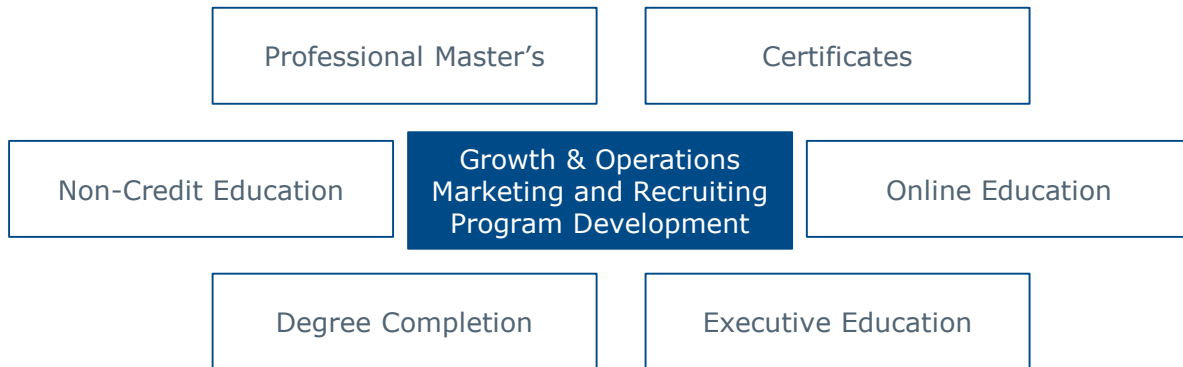 Professional Master’s
Certificates
Non-Credit Education
Growth & Operations
Marketing and Recruiting
Program Development
Online Education
Degree Completion
Executive Education